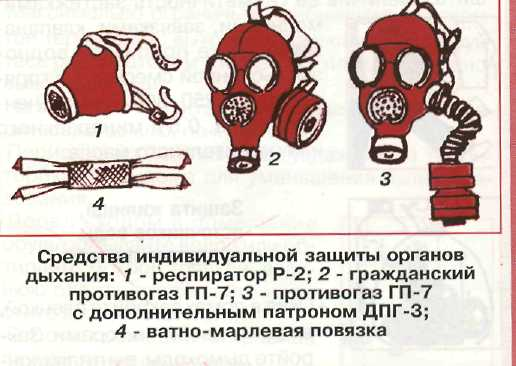 1
2
3
4
Средства индивидуальной защиты органов
дыхания: 1 - респиратор Р-2; 2 - гражданский
противогаз ГП-7; 3 - противогаз ГП-7
с дополнительным патроном ДПГ-3;
4 - ватно-марлевая повязка